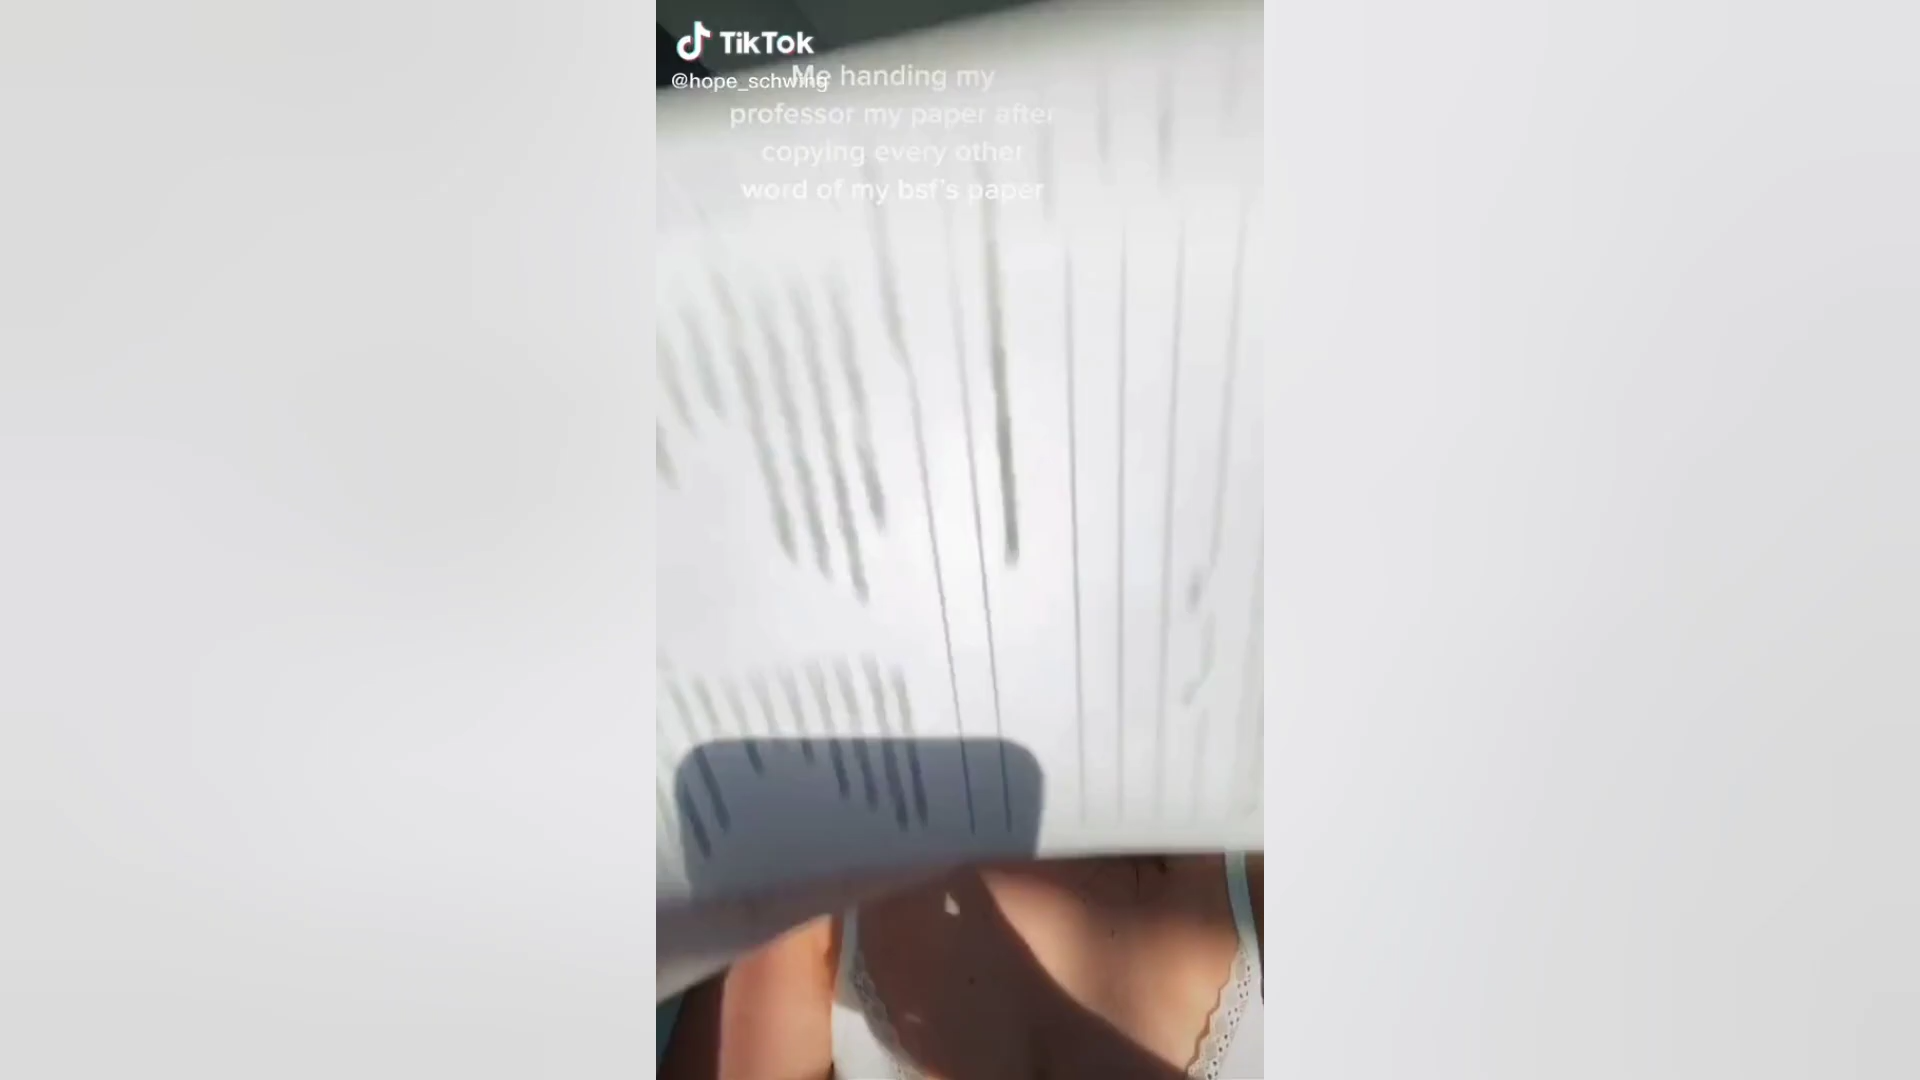 TikTok
@hope_schwing
Me handing my
professor my paper after
copying every other
word of my bsf's paper